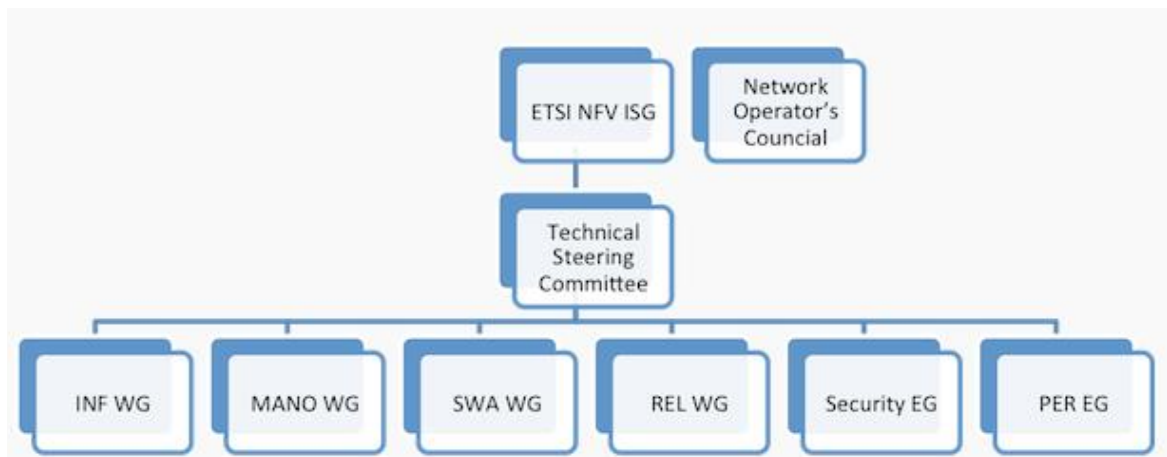 ETSI NFV ISG
Network
Operator’s
Councial
Technical
Steering
Committee
INF WG
MANO WG
SWA WG
REL WG
Security EG
PER EG